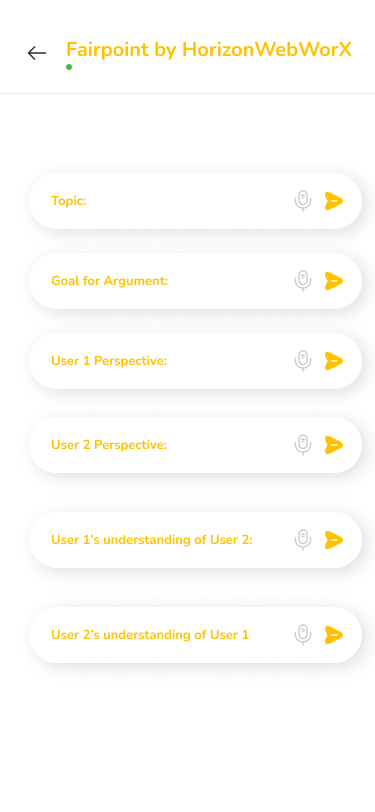 Fairpoint by HorizonWebWorX
Topic:
Goal for Argument:
User 1 Perspective:
User 2 Perspective:
User 1's understanding of User 2:
User 2's understanding of User 1